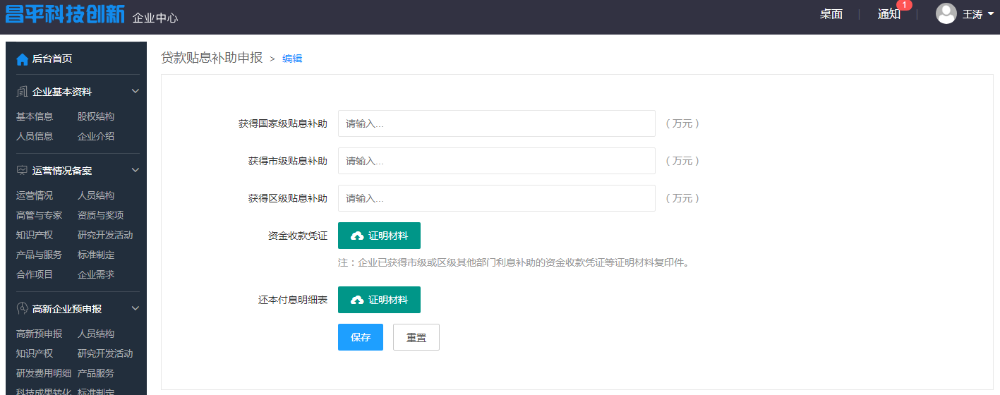 昌平科技创新 企业中心
桌面 通知 1 王涛
后台首页
企业基本资料
基本信息 股权结构
人员信息 企业介绍
运营情况备案
运营情况 人员结构
高管与专家 资质与奖项
知识产权 研究开发活动
产品与服务 标准制定
合作项目 企业需求
高新企业预申报
高新预申报 人员结构
知识产权 研究开发活动
研发费用明细 产品服务
科技成果转化 标准制定
贷款贴息补助申报 > 编辑
获得国家级贴息补助 请输入... （万元）
获得市级贴息补助 请输入... （万元）
获得区级贴息补助 请输入... （万元）
资金收款凭证 证明材料
注：企业已获得市级或区级其他部门利息补助的资金收款凭证等证明材料复印件。
还本付息明细表 证明材料
保存 重置